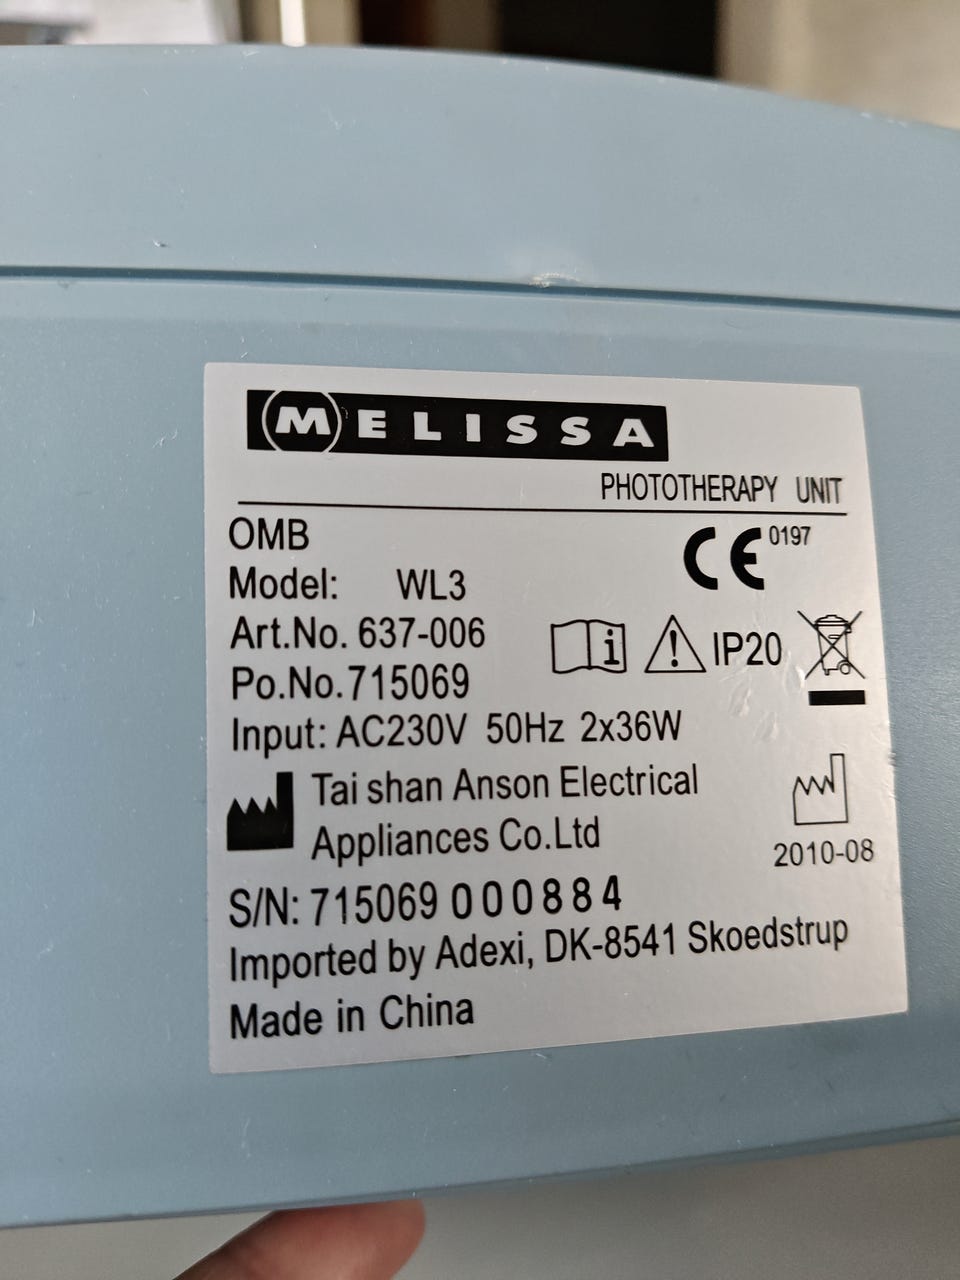 MELISSA
PHOTOTHERAPY UNIT
OMB
CE 0197
Model: WL3
Art.No. 637-006
IP20
Po.No.715069
Input: AC230V 50Hz 2x36W
Tai shan Anson Electrical
Appliances Co.Ltd
2010-08
S/N: 715069 000884
Imported by Adexi, DK-8541 Skoedstrup
Made in China